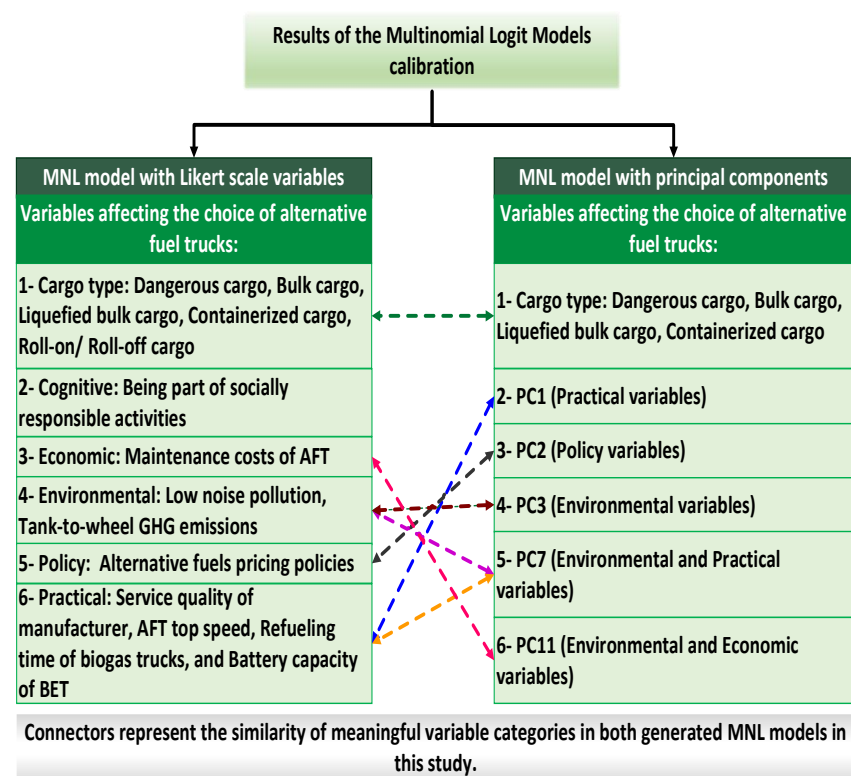 Results of the Multinomial Logit Models
calibration
MNL model with Likert scale variables
Variables affecting the choice of alternative
fuel trucks:
1- Cargo type: Dangerous cargo, Bulk cargo,
Liquefied bulk cargo, Containerized cargo,
Roll-on/ Roll-off cargo
2- Cognitive: Being part of socially
responsible activities
3- Economic: Maintenance costs of AFT
4- Environmental: Low noise pollution,
Tank-to-wheel GHG emissions
5- Policy: Alternative fuels pricing policies
6- Practical: Service quality of
manufacturer, AFT top speed, Refueling
time of biogas trucks, and Battery capacity
of BET
MNL model with principal components
Variables affecting the choice of alternative
fuel trucks:
1- Cargo type: Dangerous cargo, Bulk cargo,
Liquefied bulk cargo, Containerized cargo
2- PC1 (Practical variables)
3- PC2 (Policy variables)
4- PC3 (Environmental variables)
5- PC7 (Environmental and Practical
variables)
6- PC11 (Environmental and Economic
variables)
Connectors represent the similarity of meaningful variable categories in both generated MNL models in
this study.